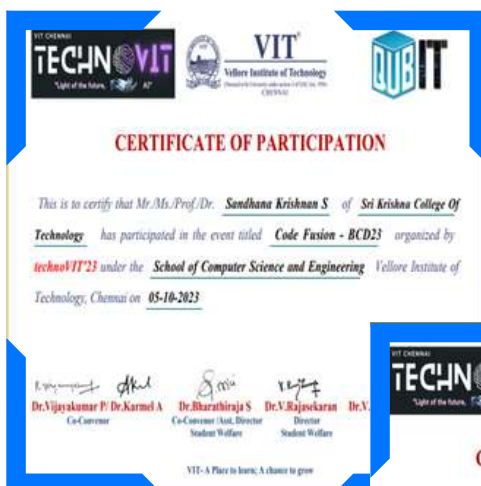 VIT CHENNAI
TECHNOVIT
"Light of the future, AI"
VIT
Vellore Institute of Technology
CHENNAI
QUBIT
CERTIFICATE OF PARTICIPATION
This is to certify that Mr./Ms./Prof./Dr. Sandhana Krishnan S of Sri Krishna College Of
Technology has participated in the event titled Code Fusion - BCD23 organized by
technoVIT'23 under the School of Computer Science and Engineering Vellore Institute of
Technology, Chennai on 05-10-2023
Dr.Vijayakumar P/ Dr.Karmel A Dr.Bharathiraja S Dr.V.Rajasekaran Dr.V.
Co-Convenor Co-Convenor /Asst. Director Director
Student Welfare Student Welfare
VIT- A Place to learn; A chance to grow
VIT CHENNAI
TECHNO
"Light of the future,
C